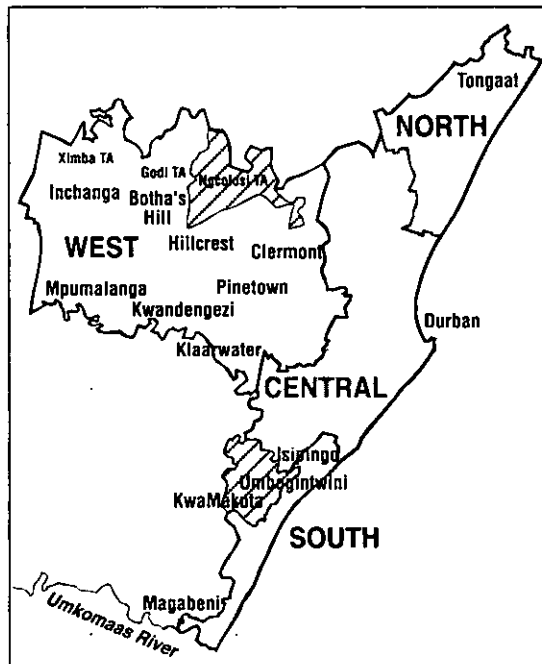 Tongaat
NORTH
Ximba TA
Godi TA
Ngcolosi TA
Inchanga
Botha's
Hill
Hillcrest
WEST
Clermont
Mpumalanga
Pinetown
Kwandengezi
Durban
Klaarwater
CENTRAL
Isipingo
Umbogintwini
KwaMakota
SOUTH
Magabeni
Umkomaas River